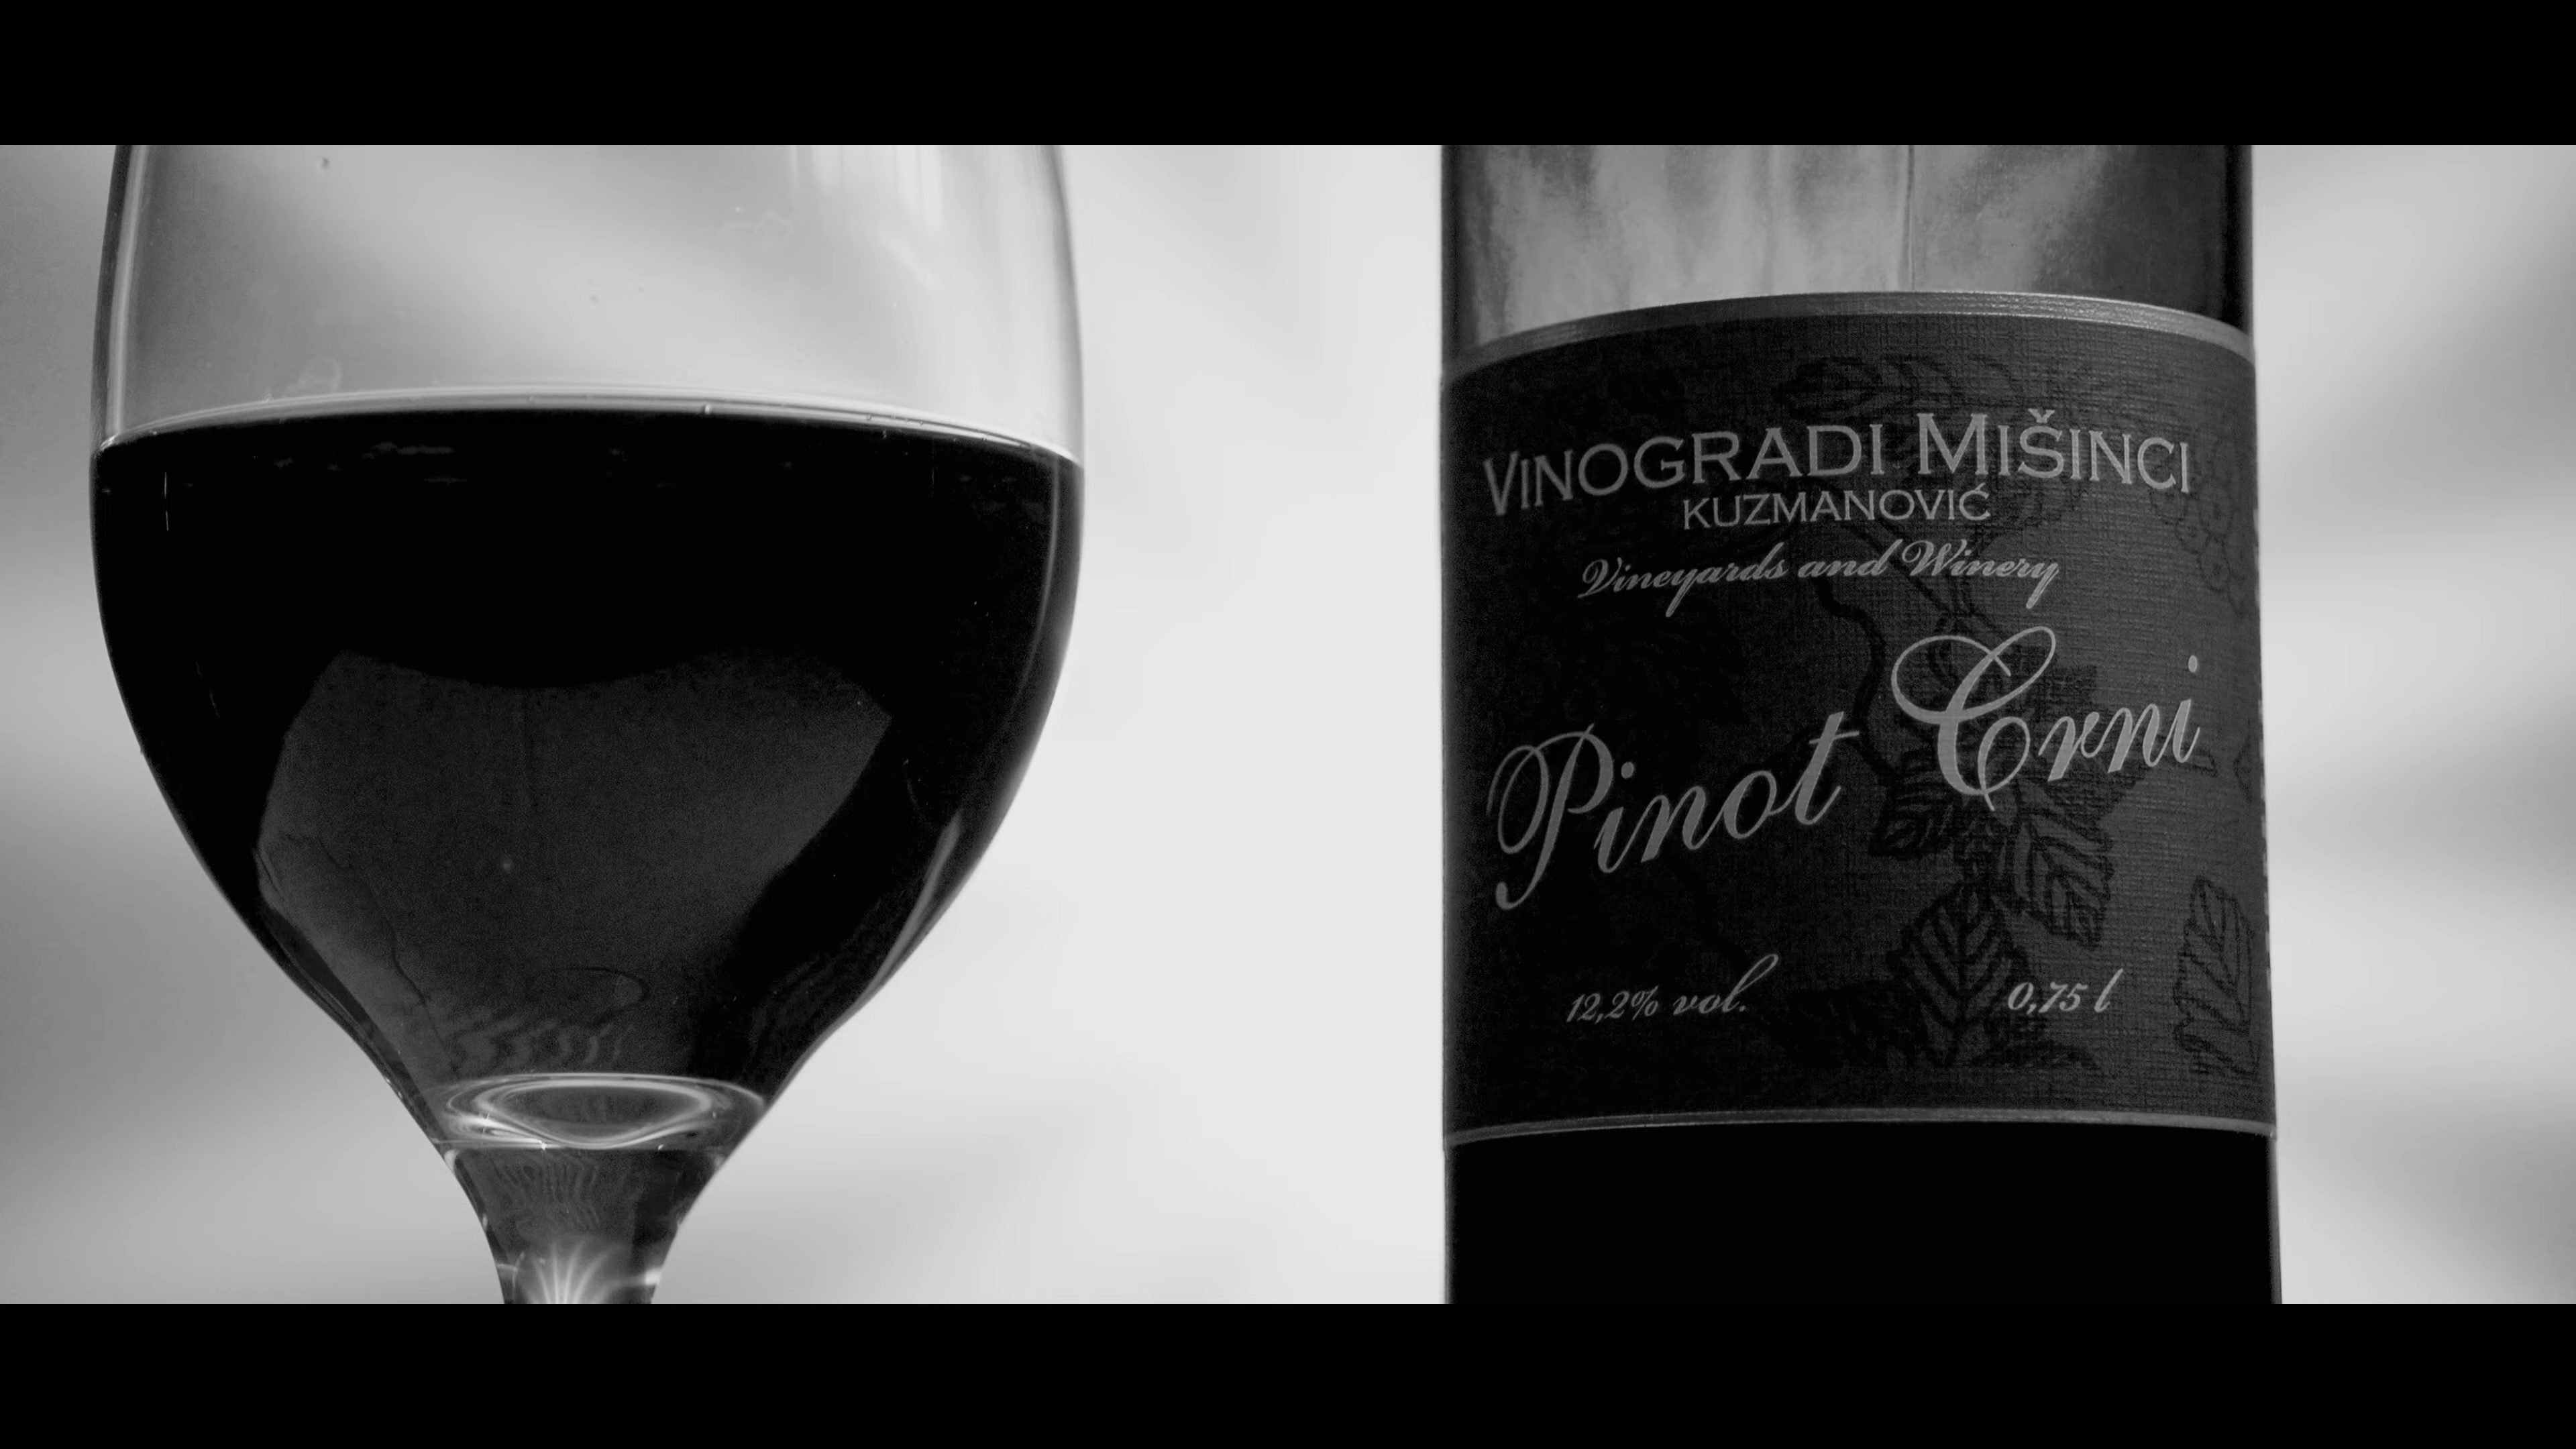 VINOGRADI MIŠINCI
KUZMANOVIĆ
Vineyards and Winery
Pinot Crni
12,2% vol. 0,75 l